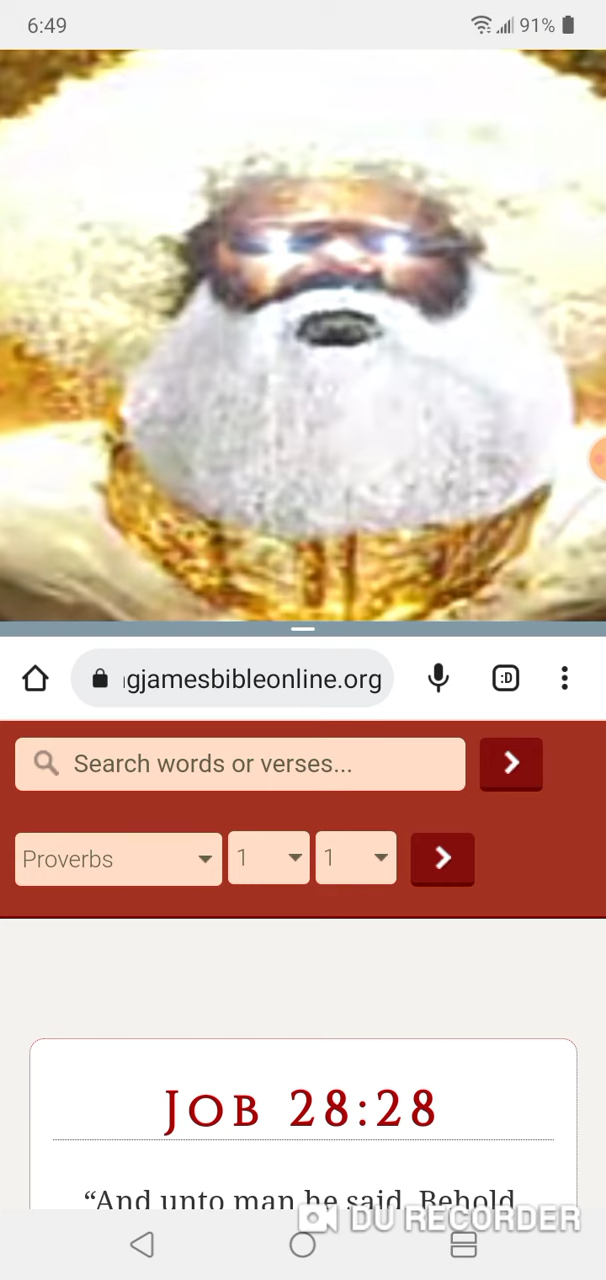 6:49
91%
gjamesbibleonline.org
:D
Search words or verses...
Proverbs
1
1
Job 28:28
“And unto man he said, Behold
DU RECORDER